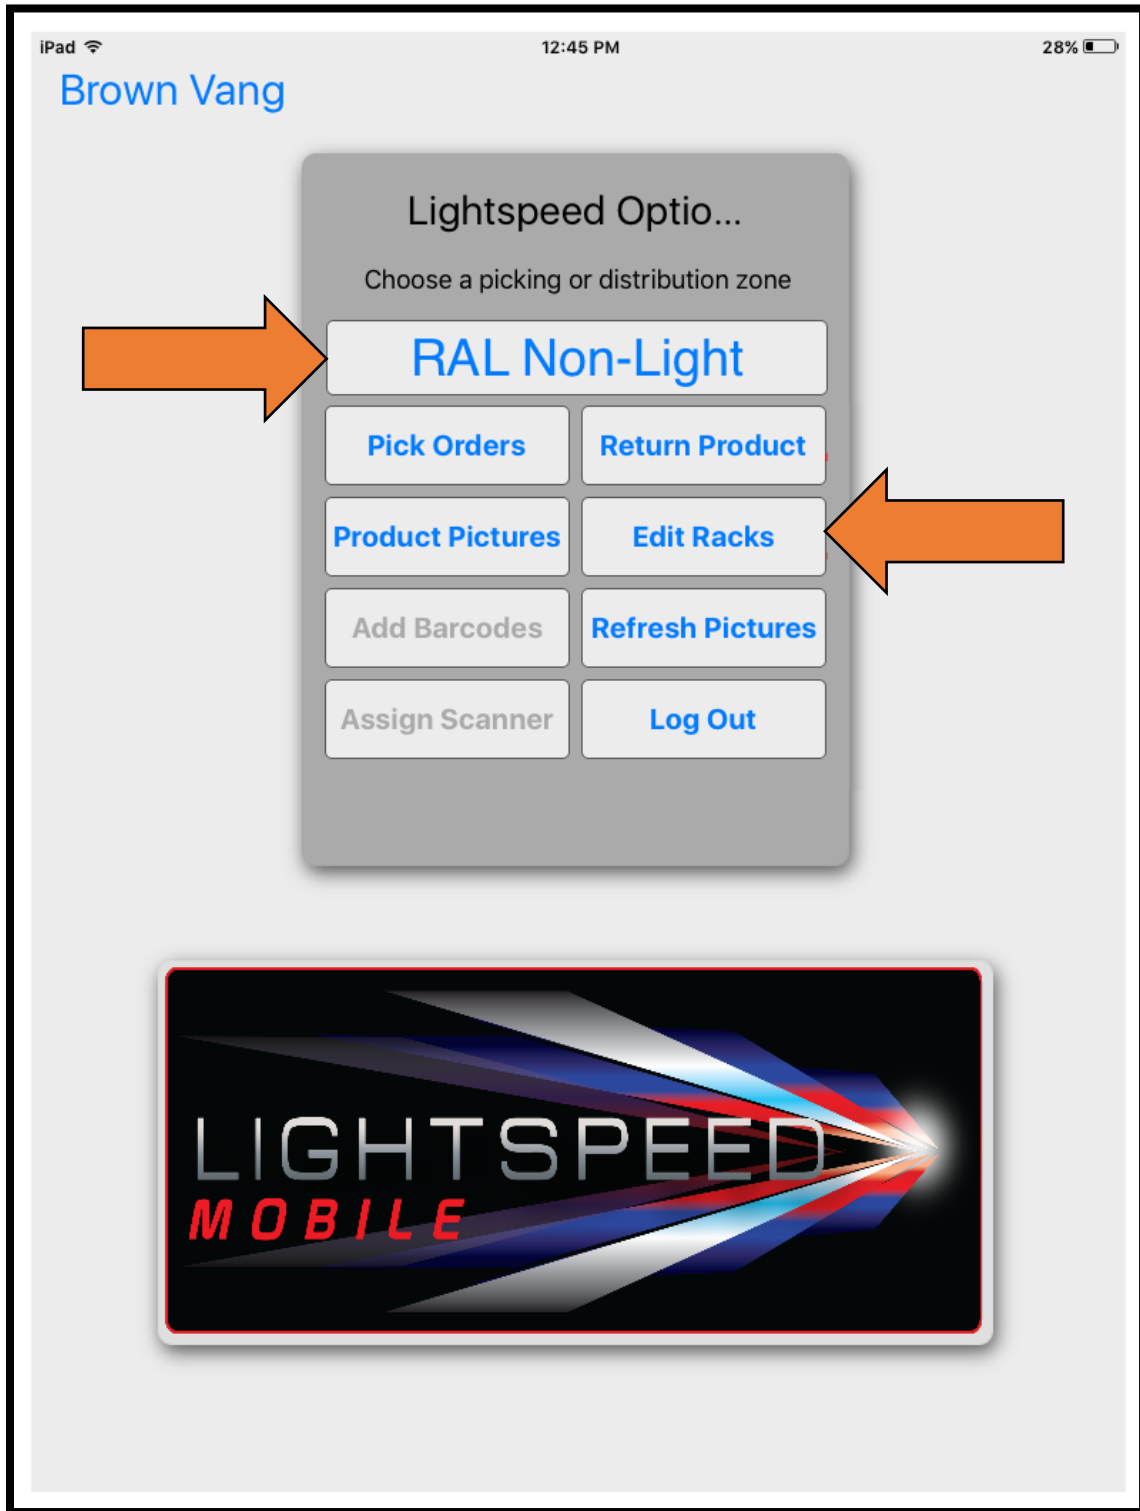 iPad 12:45 PM 28%
Brown Vang
Lightspeed Optio...
Choose a picking or distribution zone
RAL Non-Light
Pick Orders Return Product
Product Pictures Edit Racks
Add Barcodes Refresh Pictures
Assign Scanner Log Out
LIGHTSPEED
MOBILE